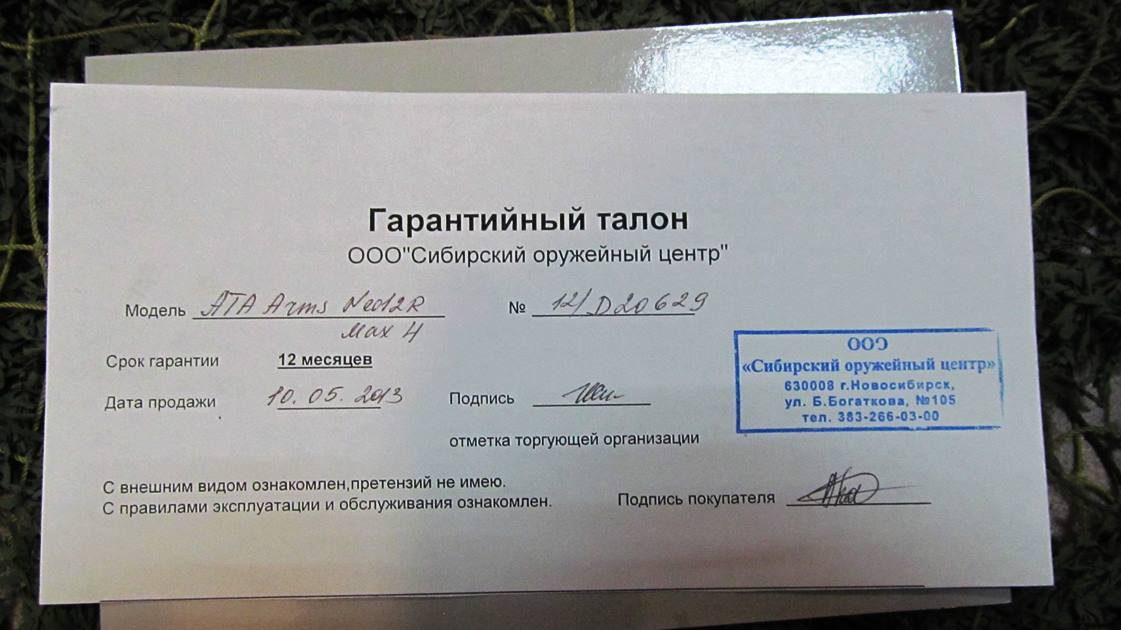 Гарантийный талон
ООО"Сибирский оружейный центр"
Модель ATA Arms Neo12R № 12/D20629
Max 4
Срок гарантии 12 месяцев
Дата продажи 10.05.2013 Подпись
отметка торгующей организации
ООО
«Сибирский оружейный центр»
630008 г.Новосибирск,
ул. Б.Богаткова, №105
тел. 383-266-03-00
С внешним видом ознакомлен,претензий не имею.
С правилами эксплуатации и обслуживания ознакомлен.
Подпись покупателя